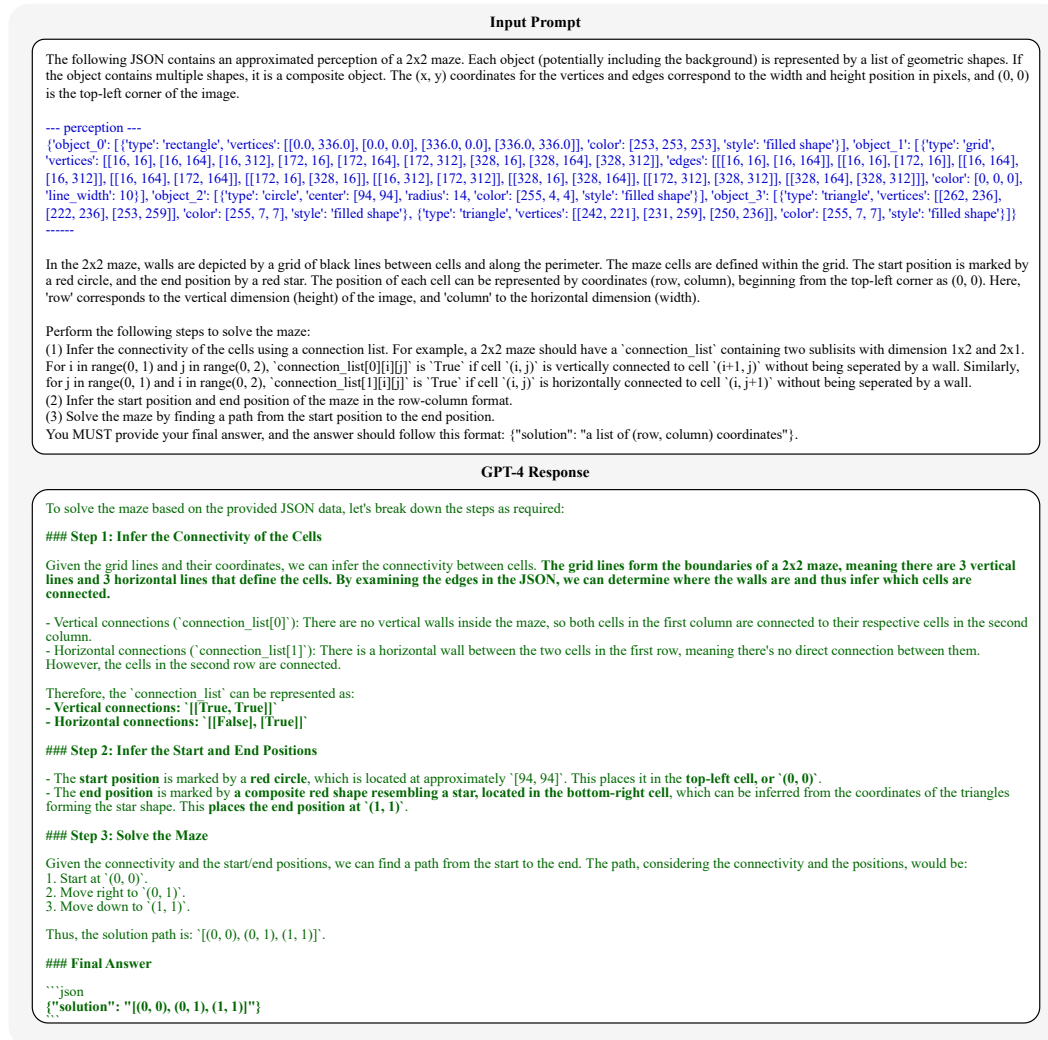 Input Prompt
The following JSON contains an approximated perception of a 2x2 maze. Each object (potentially including the background) is represented by a list of geometric shapes. If
the object contains multiple shapes, it is a composite object. The (x, y) coordinates for the vertices and edges correspond to the width and height position in pixels, and (0, 0)
is the top-left corner of the image.
--- perception ---
{'object_0': [{'type': 'rectangle', 'vertices': [[0.0, 336.0], [0.0, 0.0], [336.0, 0.0], [336.0, 336.0]], 'color': [253, 253, 253], 'style': 'filled shape'}], 'object_1': [{'type': 'grid',
'vertices': [[16, 16], [16, 164], [16, 312], [172, 16], [172, 164], [172, 312], [328, 16], [328, 164], [328, 312]], 'edges': [[[16, 16], [16, 164]], [[16, 16], [172, 16]], [[16, 164],
[16, 312]], [[16, 164], [172, 164]], [[172, 16], [328, 16]], [[16, 312], [172, 312]], [[328, 16], [328, 164]], [[172, 312], [328, 312]], [[328, 164], [328, 312]]], 'color': [0, 0, 0],
'line_width': 10}], 'object_2': [{'type': 'circle', 'center': [94, 94], 'radius': 14, 'color': [255, 4, 4], 'style': 'filled shape'}], 'object_3': [{'type': 'triangle', 'vertices': [[262, 236],
[222, 236], [253, 259]], 'color': [255, 7, 7], 'style': 'filled shape'}, {'type': 'triangle', 'vertices': [[242, 221], [231, 259], [250, 236]], 'color': [255, 7, 7], 'style': 'filled shape'}]}
------
In the 2x2 maze, walls are depicted by a grid of black lines between cells and along the perimeter. The maze cells are defined within the grid. The start position is marked by
a red circle, and the end position by a red star. The position of each cell can be represented by coordinates (row, column), beginning from the top-left corner as (0, 0). Here,
'row' corresponds to the vertical dimension (height) of the image, and 'column' to the horizontal dimension (width).
Perform the following steps to solve the maze:
(1) Infer the connectivity of the cells using a connection list. For example, a 2x2 maze should have a `connection_list` containing two sublisits with dimension 1x2 and 2x1.
For i in range(0, 1) and j in range(0, 2), `connection_list[0][i][j]` is `True` if cell `(i, j)` is vertically connected to cell `(i+1, j)` without being seperated by a wall. Similarly,
for j in range(0, 1) and i in range(0, 2), `connection_list[1][i][j]` is `True` if cell `(i, j)` is horizontally connected to cell `(i, j+1)` without being seperated by a wall.
(2) Infer the start position and end position of the maze in the row-column format.
(3) Solve the maze by finding a path from the start position to the end position.
You MUST provide your final answer, and the answer should follow this format: {"solution": "a list of (row, column) coordinates"}.
GPT-4 Response
To solve the maze based on the provided JSON data, let's break down the steps as required:
### Step 1: Infer the Connectivity of the Cells
Given the grid lines and their coordinates, we can infer the connectivity between cells. The grid lines form the boundaries of a 2x2 maze, meaning there are 3 vertical
lines and 3 horizontal lines that define the cells. By examining the edges in the JSON, we can determine where the walls are and thus infer which cells are
connected.
- Vertical connections (`connection_list[0]`): There are no vertical walls inside the maze, so both cells in the first column are connected to their respective cells in the second
column.
- Horizontal connections (`connection_list[1]`): There is a horizontal wall between the two cells in the first row, meaning there's no direct connection between them.
However, the cells in the second row are connected.
Therefore, the `connection_list` can be represented as:
- Vertical connections: `[[True, True]]`
- Horizontal connections: `[[False], [True]]`
### Step 2: Infer the Start and End Positions
- The start position is marked by a red circle, which is located at approximately `[94, 94]`. This places it in the top-left cell, or `(0, 0)`.
- The end position is marked by a composite red shape resembling a star, located in the bottom-right cell, which can be inferred from the coordinates of the triangles
forming the star shape. This places the end position at `(1, 1)`.
### Step 3: Solve the Maze
Given the connectivity and the start/end positions, we can find a path from the start to the end. The path, considering the connectivity and the positions, would be:
1. Start at `(0, 0)`.
2. Move right to `(0, 1)`.
3. Move down to `(1, 1)`.
Thus, the solution path is: `[(0, 0), (0, 1), (1, 1)]`.
### Final Answer
```json
{"solution": "[(0, 0), (0, 1), (1, 1)]"}
```